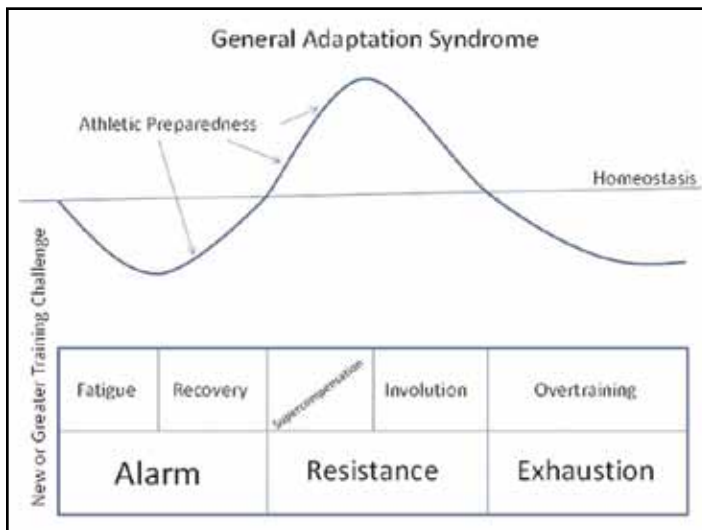 General Adaptation Syndrome
Athletic Preparedness
Homeostasis
New or Greater Training Challenge
Fatigue
Recovery
Supercompensation
Involution
Overtraining
Alarm
Resistance
Exhaustion